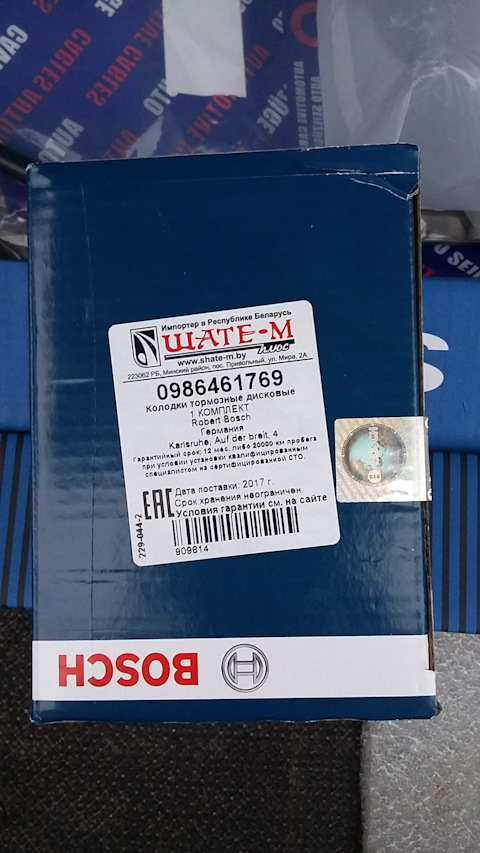 Импортер в Республике Беларусь
ШАТЕ-М
плюс
www.shate-m.by
223062 РБ, Минский район, пос. Привольный, ул. Мира, 2А
0986461769
Колодки тормозные дисковые
1 КОМПЛЕКТ
Robert Bosch
Германия
Karlsruhe, Auf der breit, 4
Гарантийный срок: 12 мес. либо 20000 км пробега
при условии установки квалифицированным
специалистом на сертифицированной СТО.
EAC
Дата поставки: 2017 г.
Срок хранения неограничен.
Условия гарантии см. на сайте
909814
229-044-2
BOSCH
AUTOMOTIVE
CABLES AUTO